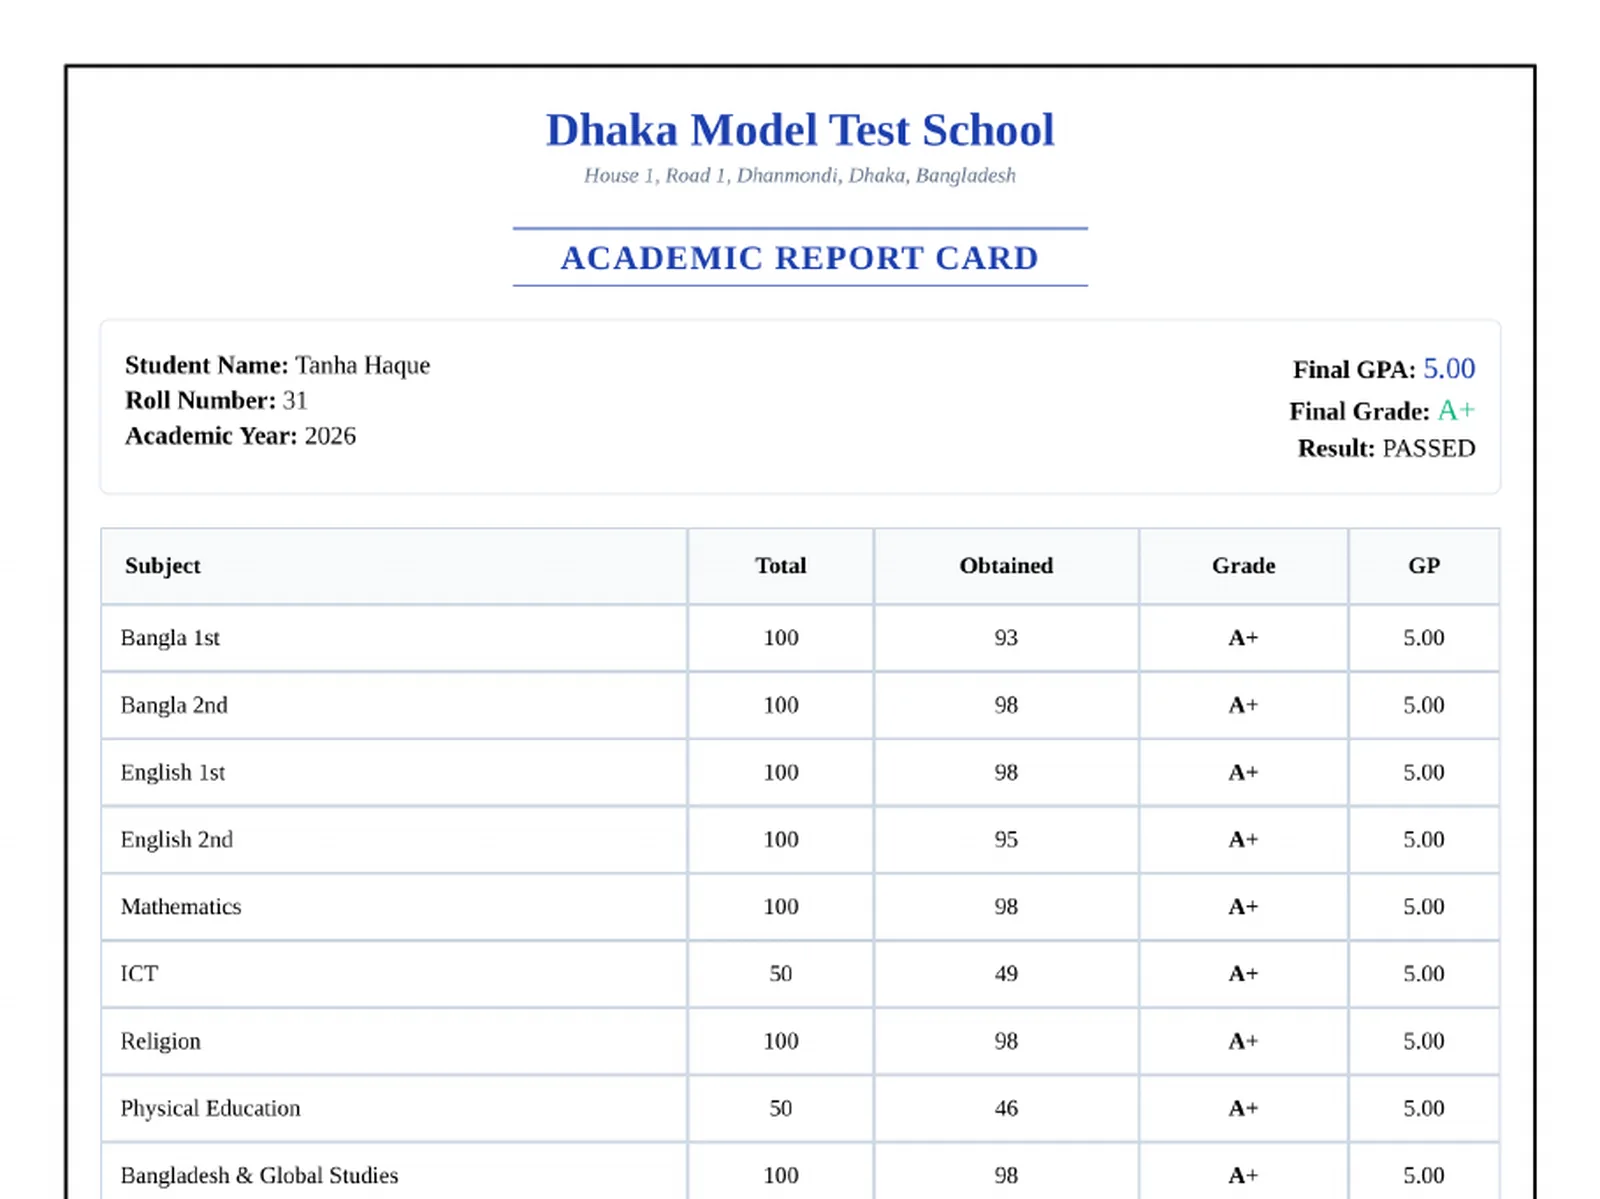 Dhaka Model Test School
House 1, Road 1, Dhanmondi, Dhaka, Bangladesh
ACADEMIC REPORT CARD
Student Name: Tanha Haque
Roll Number: 31
Academic Year: 2026
Final GPA: 5.00
Final Grade: A+
Result: PASSED
Subject Total Obtained Grade GP
Bangla 1st 100 93 A+ 5.00
Bangla 2nd 100 98 A+ 5.00
English 1st 100 98 A+ 5.00
English 2nd 100 95 A+ 5.00
Mathematics 100 98 A+ 5.00
ICT 50 49 A+ 5.00
Religion 100 98 A+ 5.00
Physical Education 50 46 A+ 5.00
Bangladesh & Global Studies 100 98 A+ 5.00